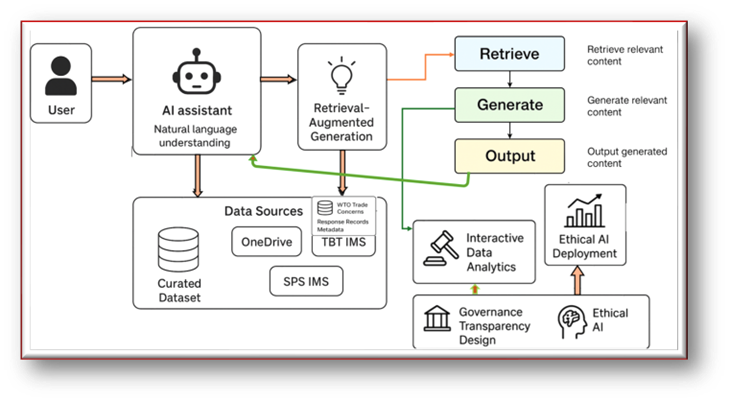 User
AI assistant
Natural language
understanding
Retrieval-
Augmented
Generation
Retrieve
Retrieve relevant
content
Generate
Generate relevant
content
Output
Output generated
content
Data Sources
WTO Trade
Concerns
Response Records
Metadata
OneDrive
TBT IMS
SPS IMS
Curated
Dataset
Interactive
Data
Analytics
Ethical AI
Deployment
Governance
Transparency
Design
Ethical
AI